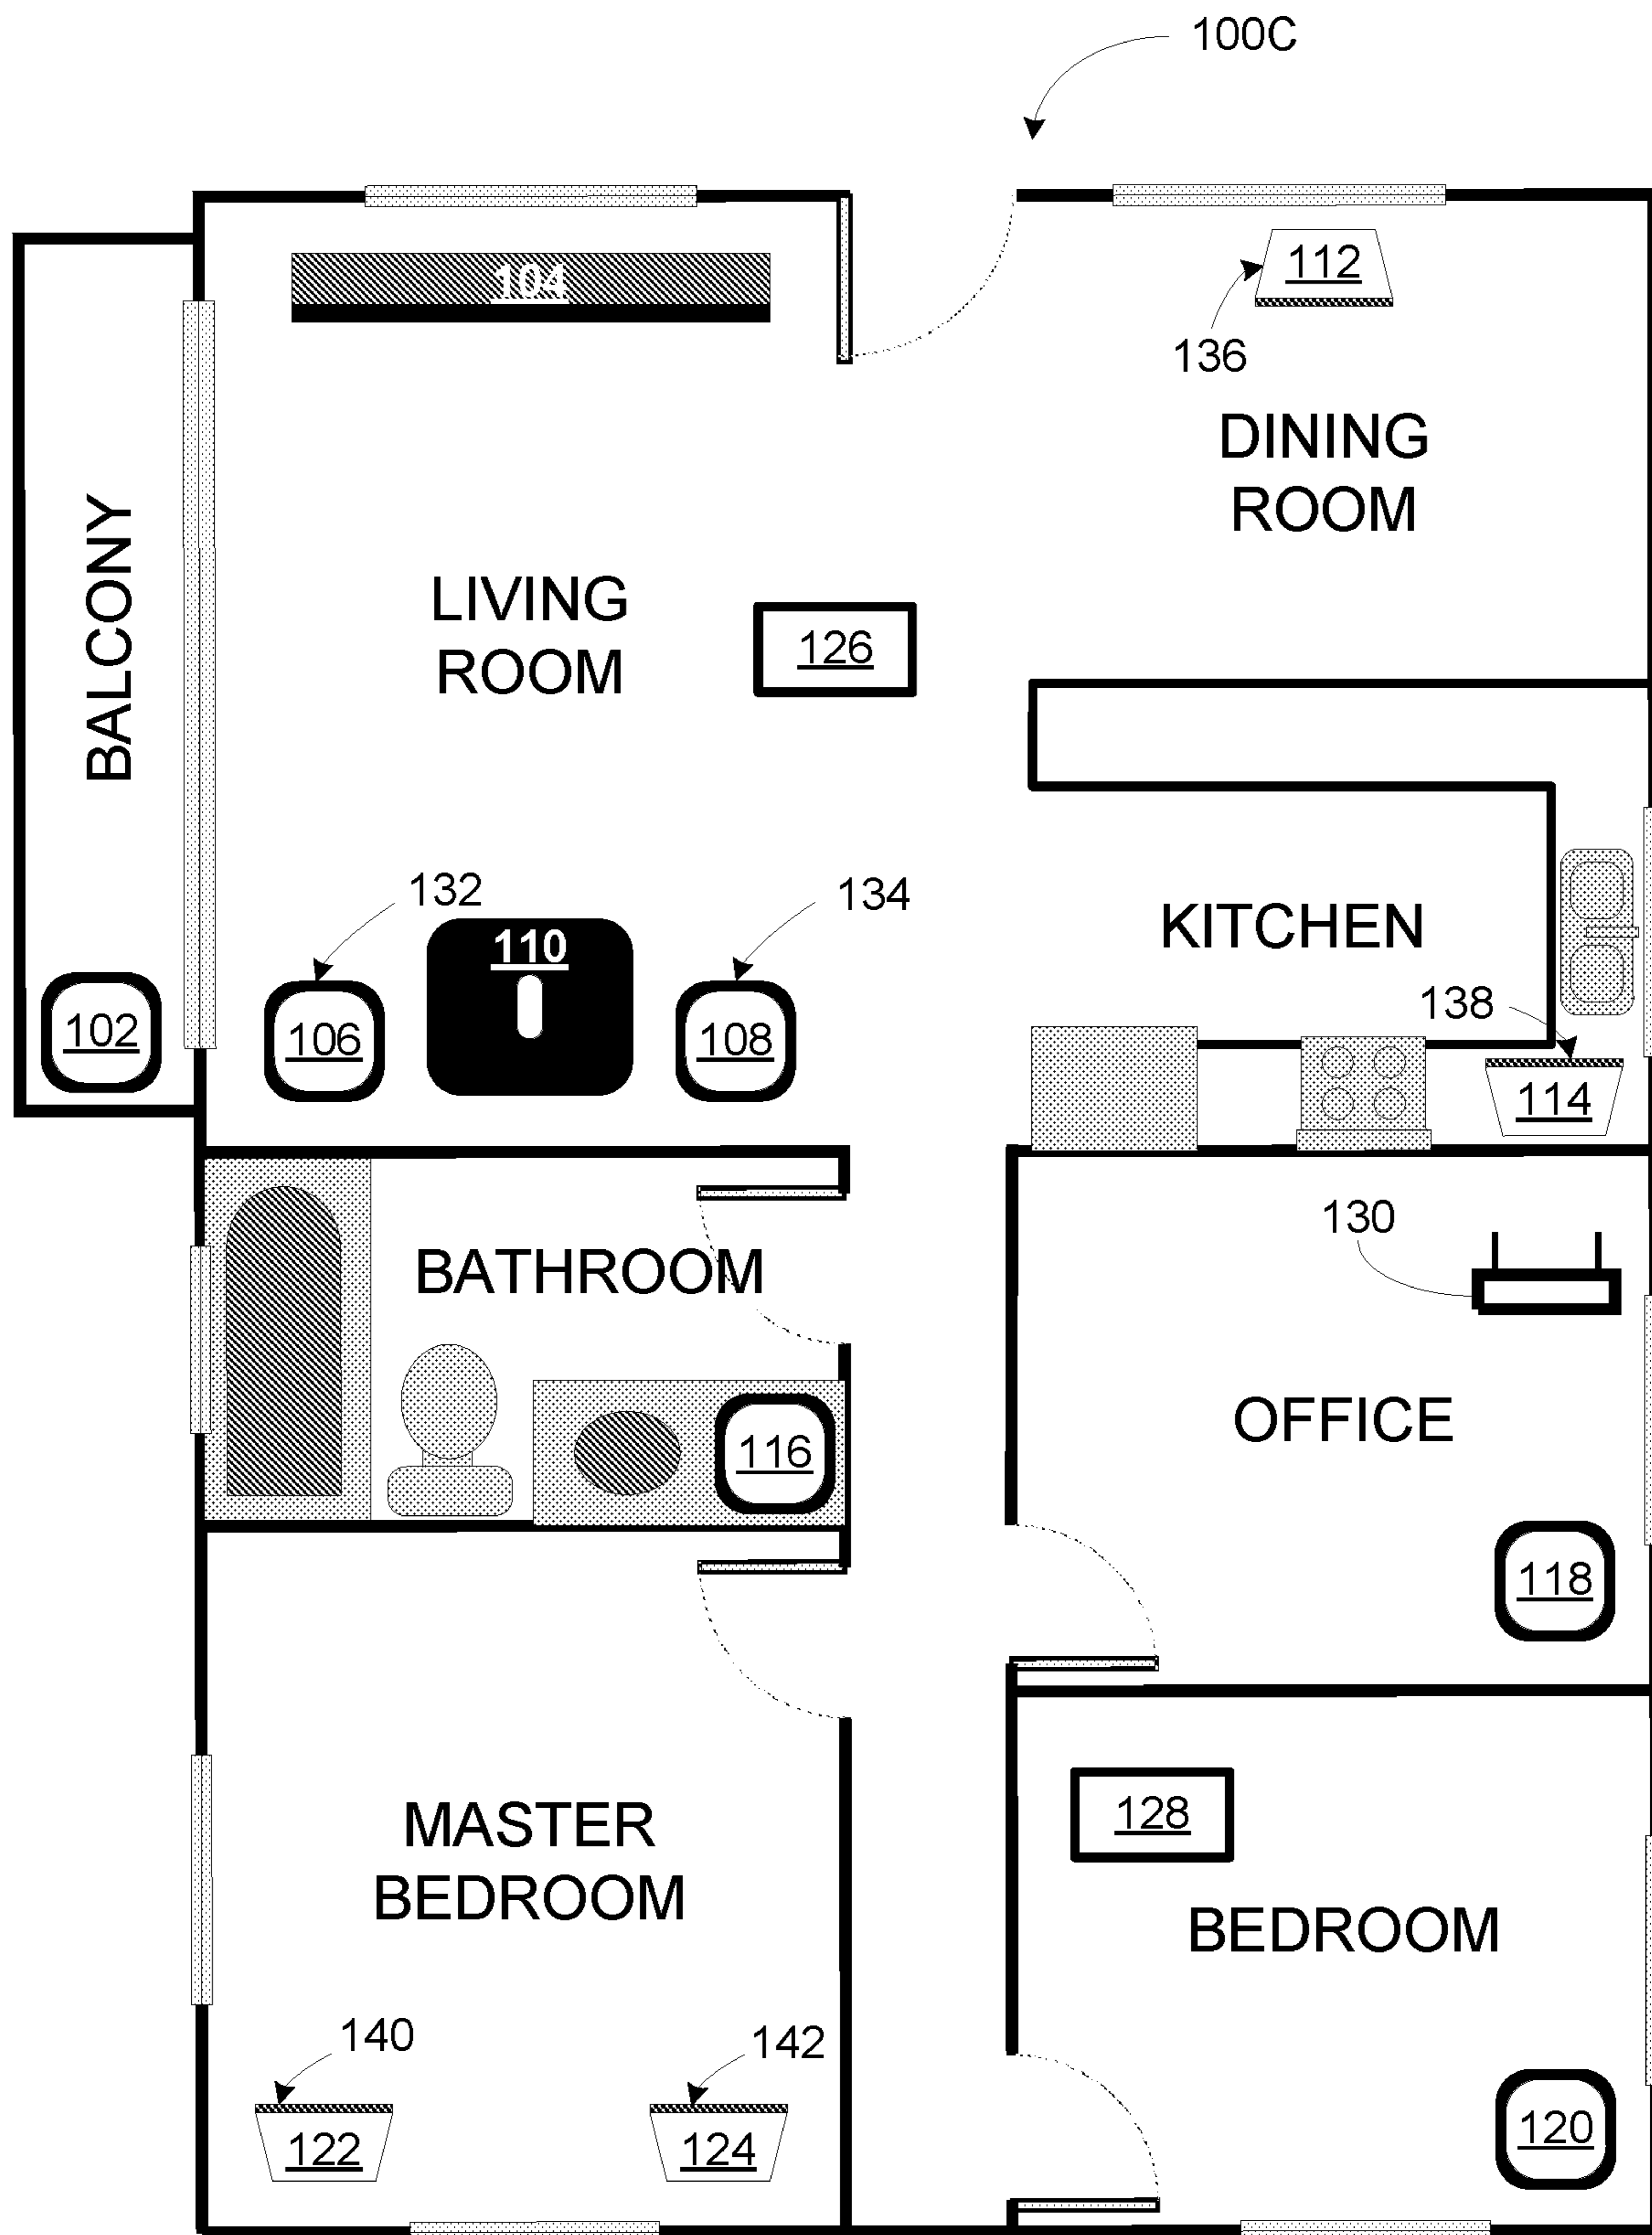 100C
104
112
136
DINING
ROOM
BALCONY
LIVING
ROOM
126
132
134
110
KITCHEN
138
102
106
108
114
130
BATHROOM
OFFICE
116
118
MASTER
BEDROOM
128
BEDROOM
140
142
122
124
120